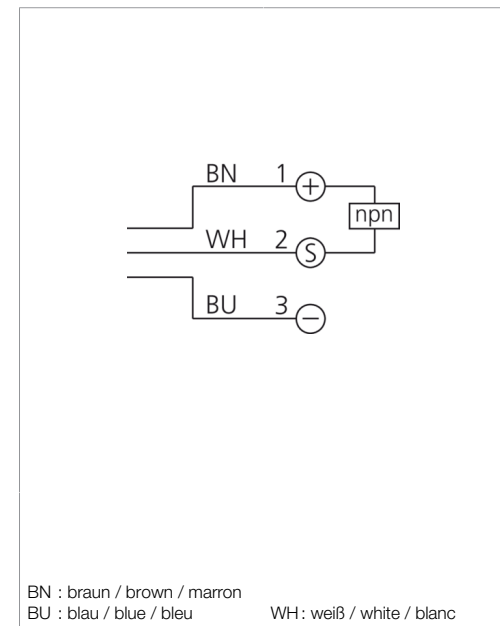 BN 1 +
npn
WH 2 S
BU 3 −
BN : braun / brown / marron
BU : blau / blue / bleu WH : weiß / white / blanc